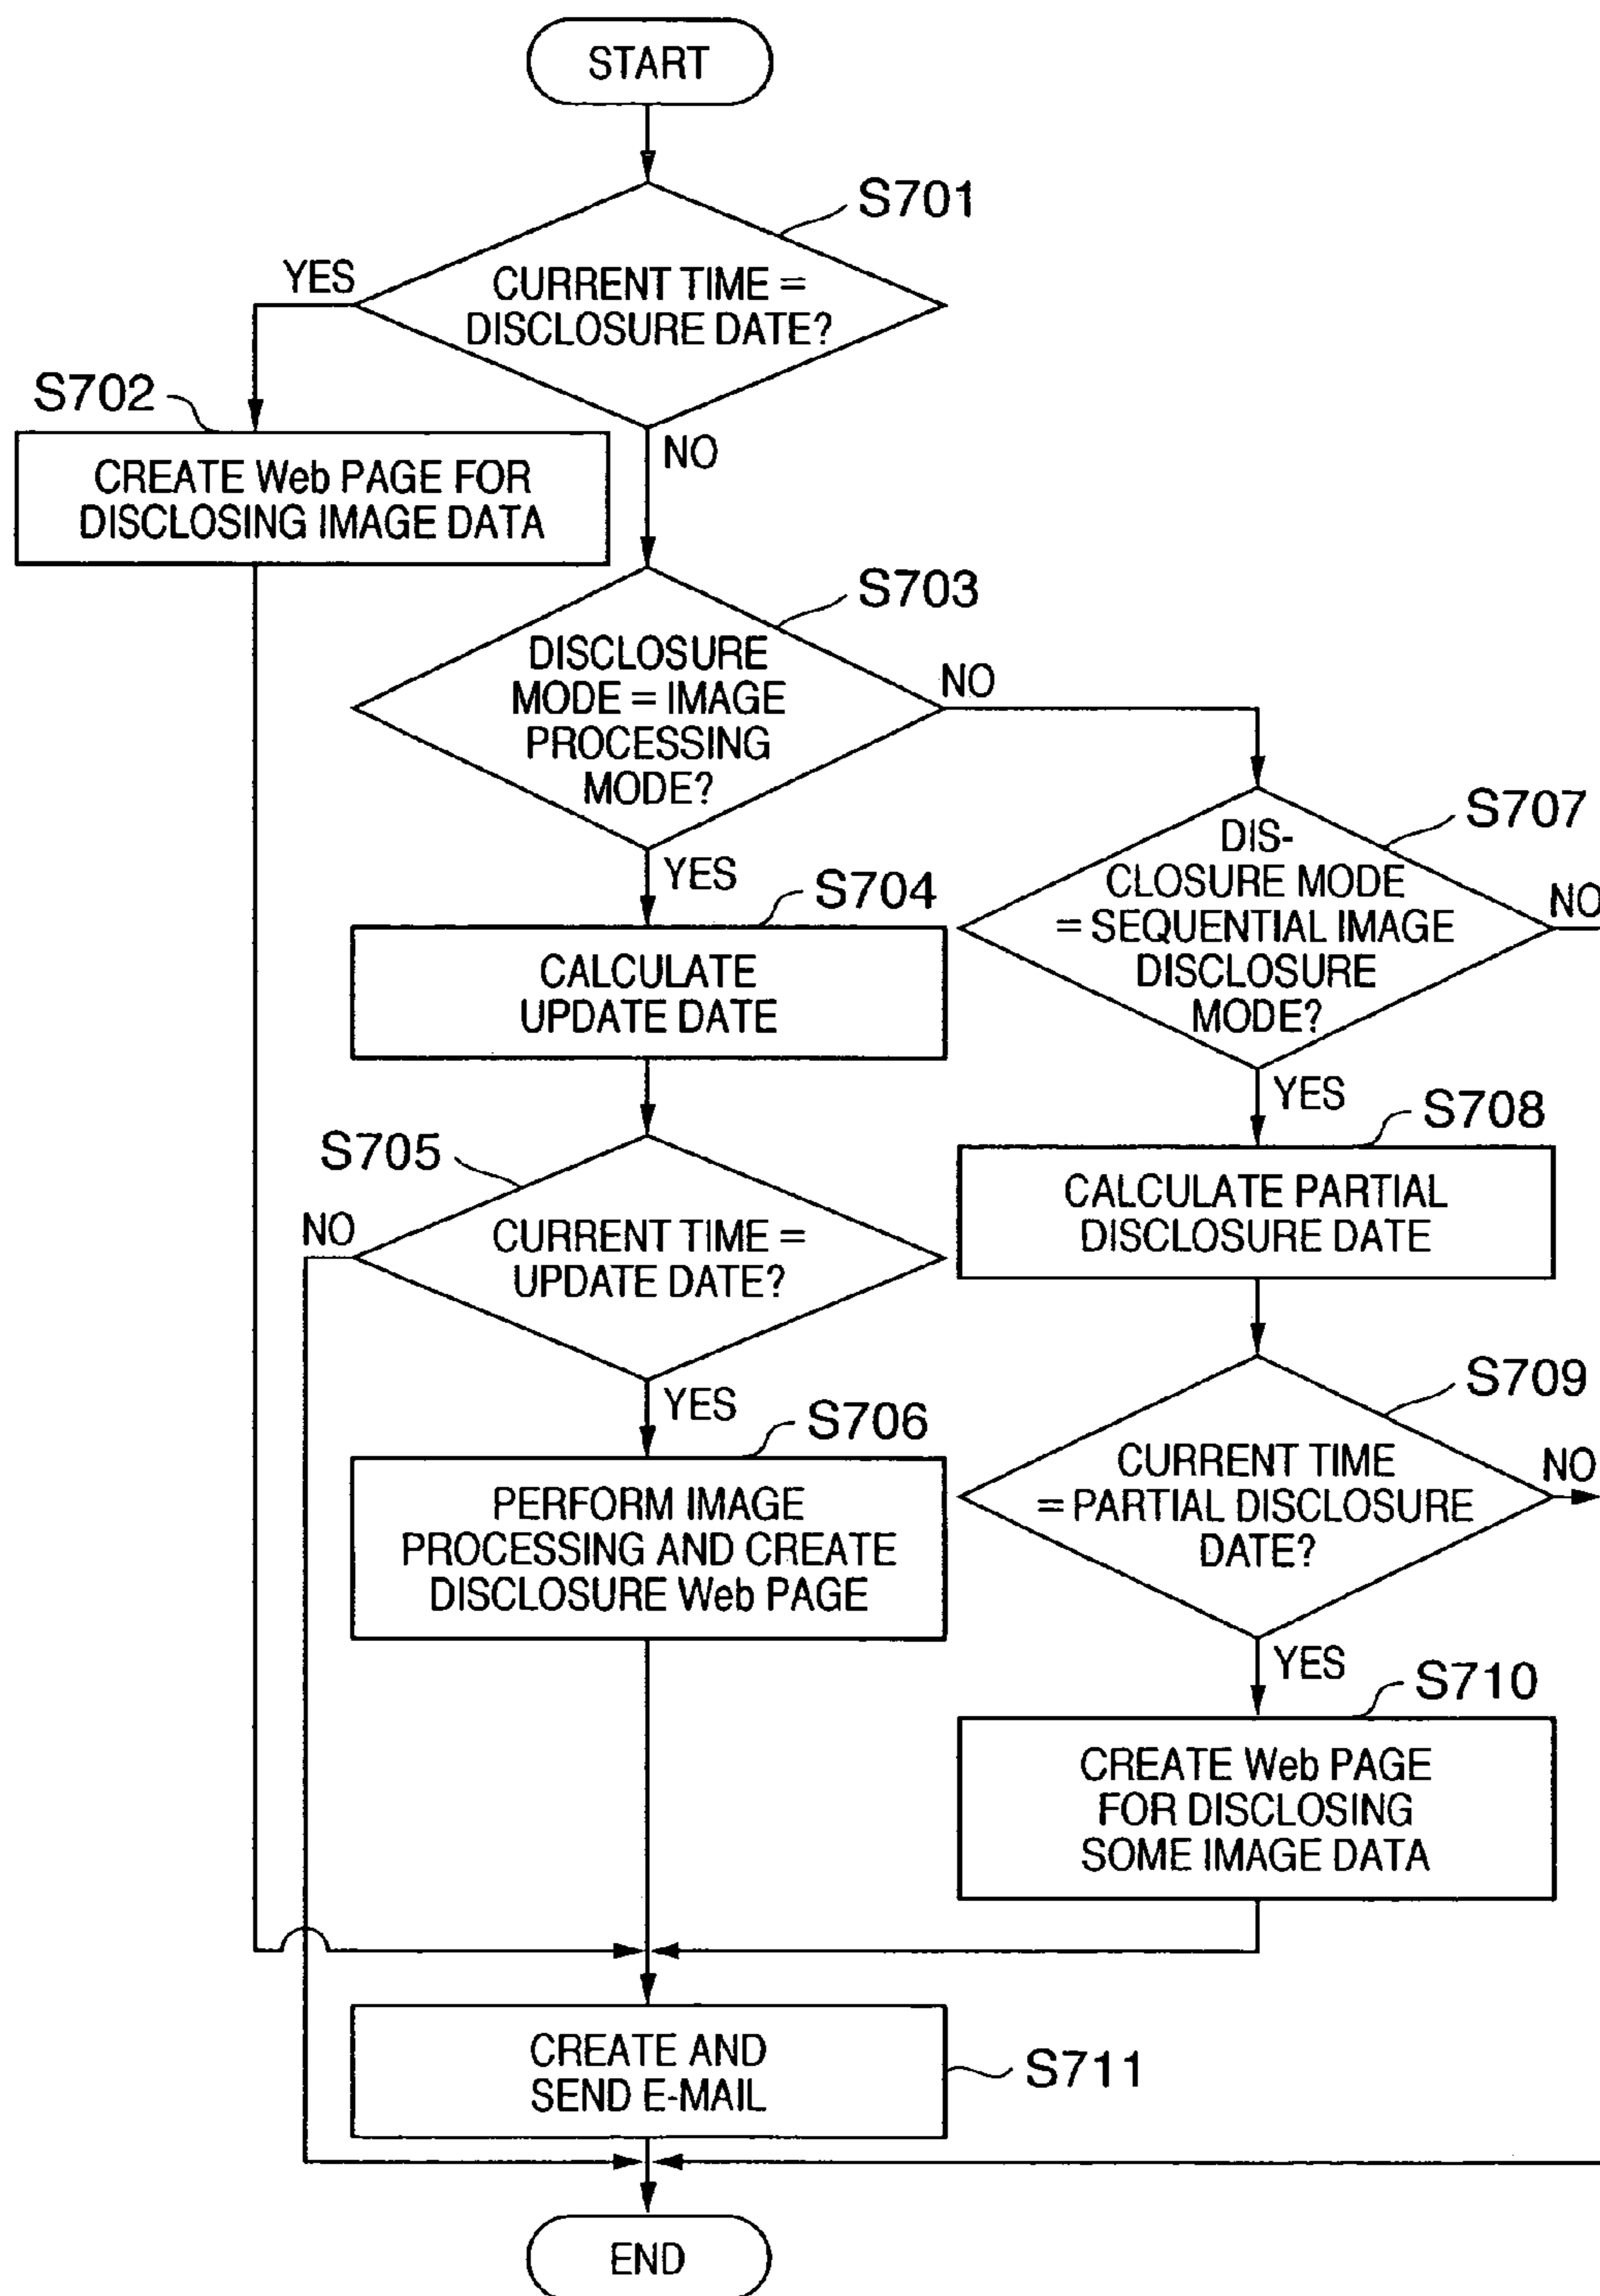 START
S701
YES
CURRENT TIME =
DISCLOSURE DATE?
S702
NO
CREATE Web PAGE FOR
DISCLOSING IMAGE DATA
S703
DISCLOSURE
MODE = IMAGE
PROCESSING
MODE?
NO
S707
DIS-
CLOSURE MODE
= SEQUENTIAL IMAGE
DISCLOSURE
MODE?
NO
YES
S704
CALCULATE
UPDATE DATE
YES
S708
CALCULATE PARTIAL
DISCLOSURE DATE
S705
NO
CURRENT TIME =
UPDATE DATE?
YES
S709
CURRENT TIME
= PARTIAL DISCLOSURE
DATE?
NO
S706
PERFORM IMAGE
PROCESSING AND CREATE
DISCLOSURE Web PAGE
YES
S710
CREATE Web PAGE
FOR DISCLOSING
SOME IMAGE DATA
CREATE AND
SEND E-MAIL
S711
END